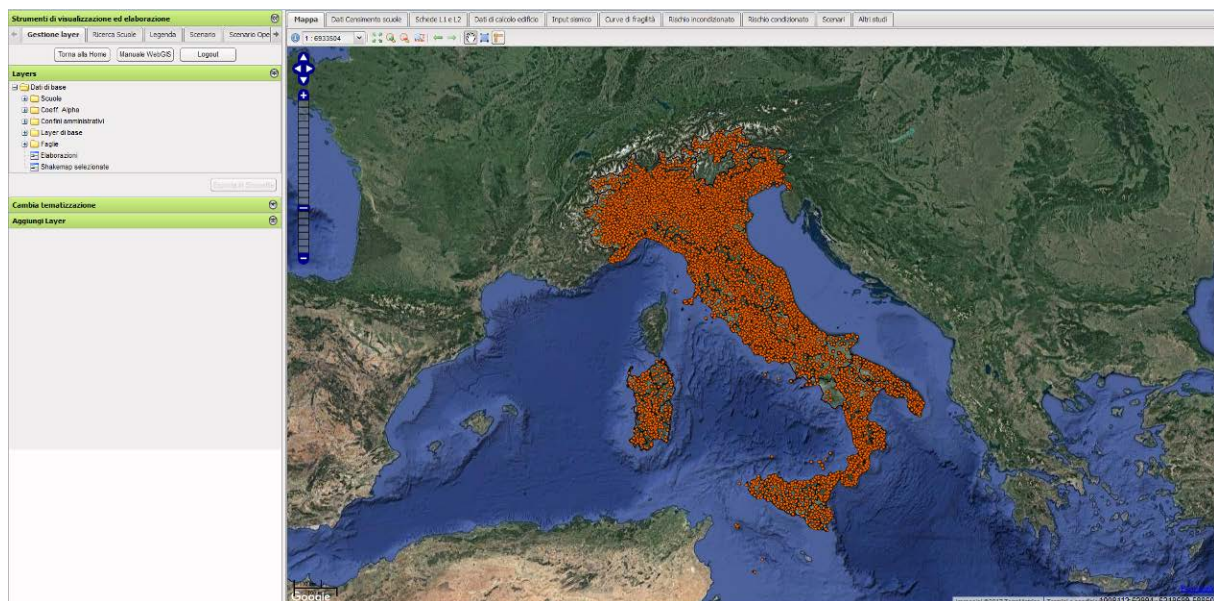 Strumenti di visualizzazione ed elaborazione
Gestione layer
Ricerca Scuole
Legenda
Scenario
Scenario Ope
Torna alla Home
Manuale WebGIS
Logout
Layers
Dati di base
Scuole
Coeff. Alpha
Confini amministrativi
Layer di base
Faglie
Elaborazioni
Shakemap selezionate
Cambia tematizzazione
Aggiungi Layer
Mappa
Dati Censimento scuole
Schede L1 e L2
Dati di calcolo edificio
Input sismico
Curve di fragilità
Rischio incondizionato
Rischio condizionato
Scenari
Altri studi
1 : 6933504
Google